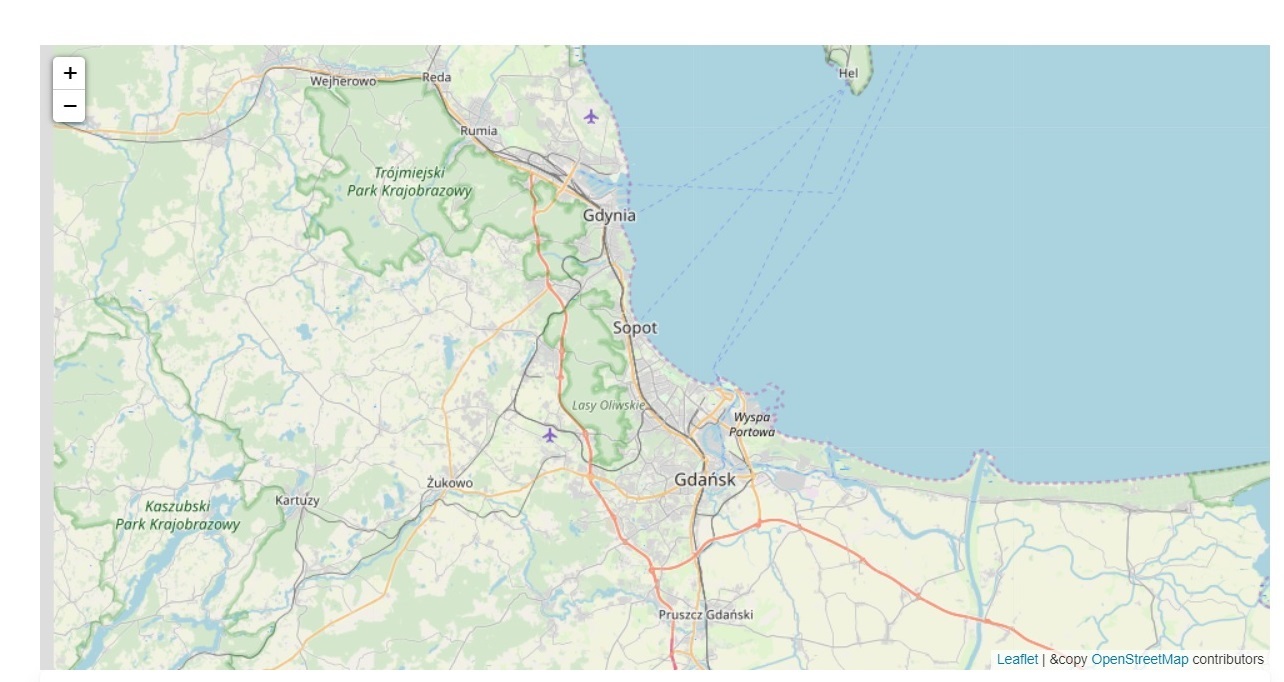 +
−
Hel
Wejherowo
Reda
Rumia
Trójmiejski
Park Krajobrazowy
Gdynia
Sopot
Lasy Oliwskie
Wyspa
Portowa
Gdańsk
Żukowo
Kartuzy
Kaszubski
Park Krajobrazowy
Pruszcz Gdański
Leaflet | &copy OpenStreetMap contributors